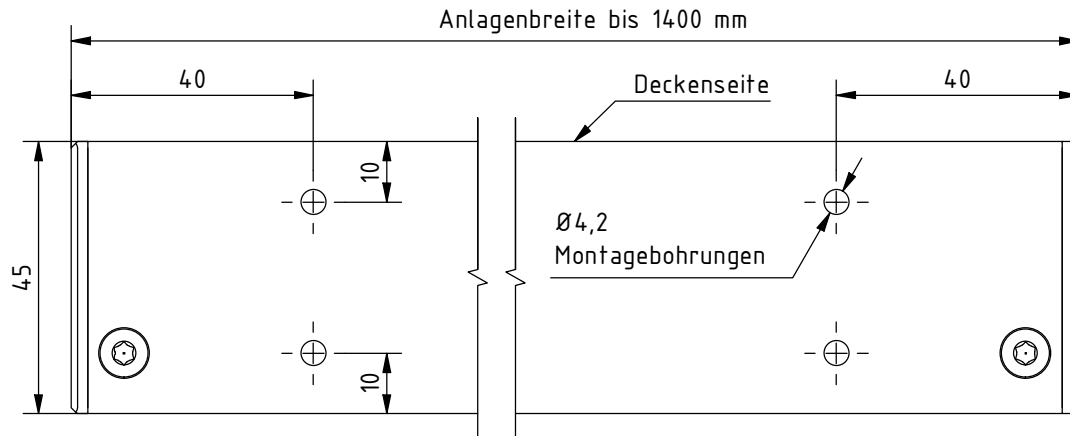 Anlagenbreite bis 1400 mm
40
Deckenseite
40
10
Ø4,2
Montagebohrungen
45
10